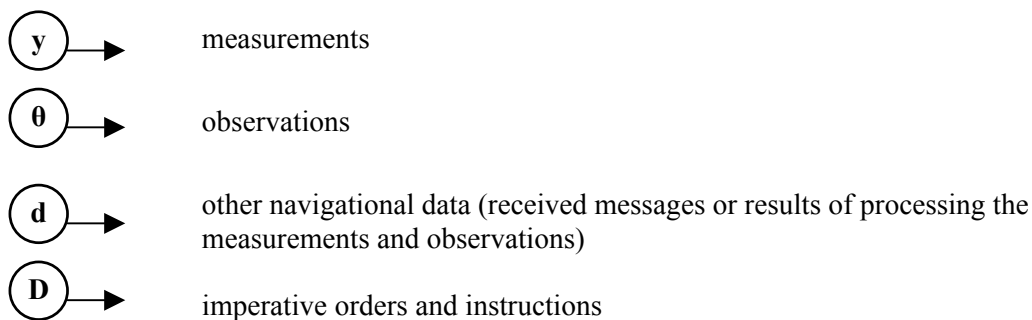 y measurements
θ observations
d other navigational data (received messages or results of processing the
measurements and observations)
D imperative orders and instructions